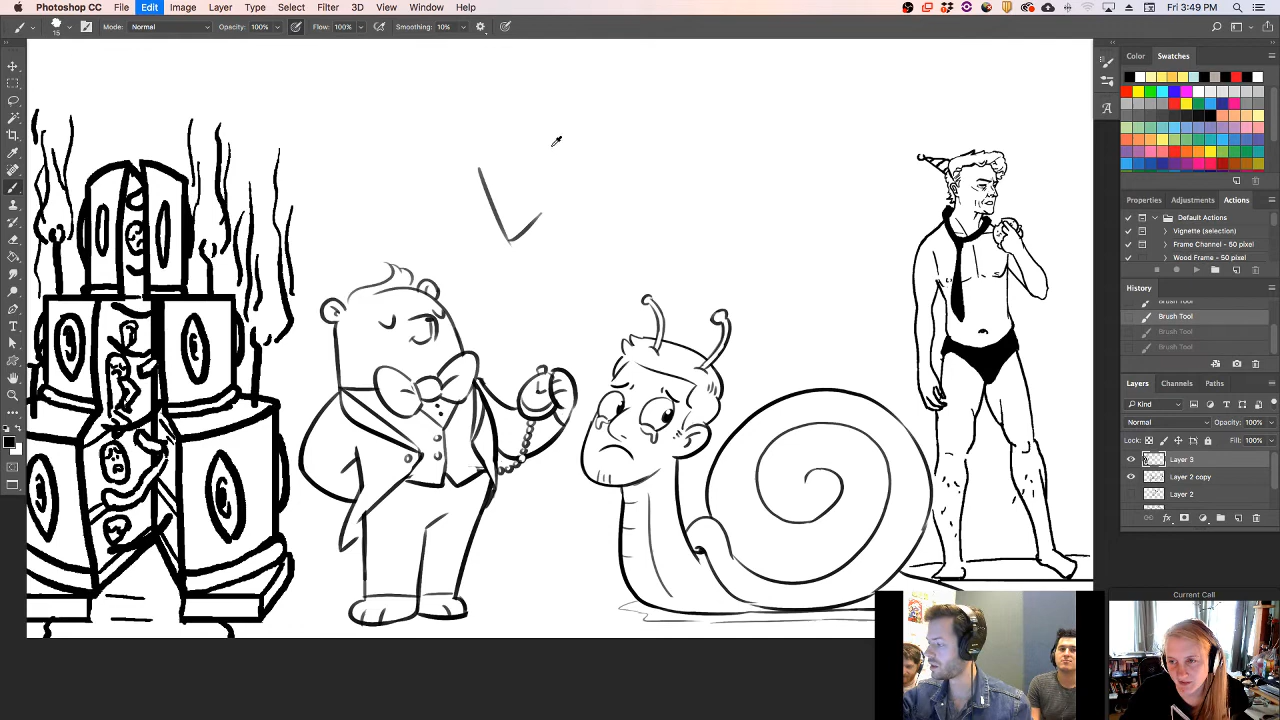 Photoshop CC File Edit Image Layer Type Select Filter 3D View Window Help Fri 3:49 PM
15 Mode: Normal Opacity: 100% Flow: 100% Smoothing: 10%
Color Swatches
Properties Adjustments Actions
Default Actions
Vignette (selection)
Frame Channel - 50 pixel
Wood Frame - 50 pixel
History
Brush Tool
Brush Tool
Brush Tool
Brush Tool
Layers Channels Paths
Kind
Normal Opacity: 100%
Lock: Fill: 100%
Layer 3
Layer 2 copy
Layer 2
fx
Current Call